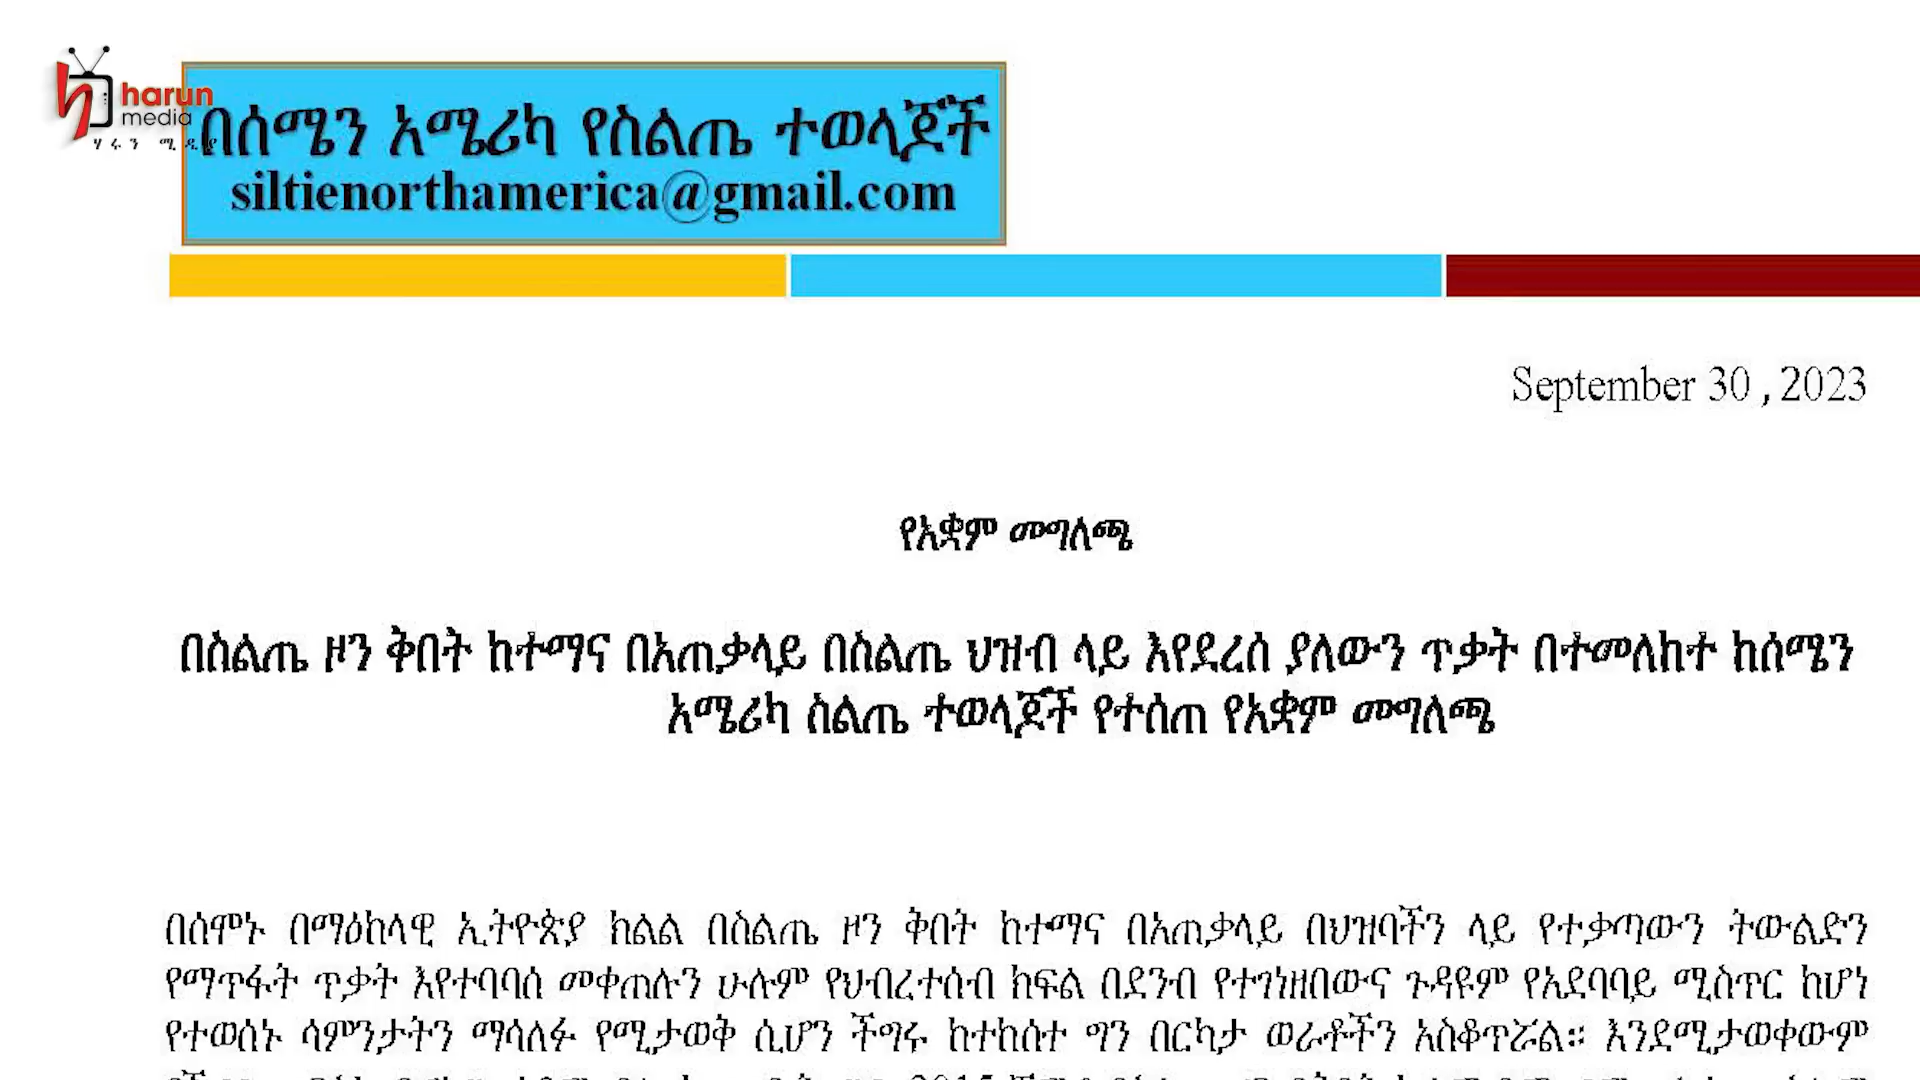 harun
media
ሃሩን ሚዲያ
በሰሜን አሜሪካ የስልጤ ተወላጆች
siltienorthamerica@gmail.com
September 30 , 2023
የአቋም መግለጫ
በስልጤ ዞን ቅበት ከተማና በአጠቃላይ በስልጤ ህዝብ ላይ እየደረሰ ያለውን ጥቃት በተመለከተ ከሰሜን
አሜሪካ ስልጤ ተወላጆች የተሰጠ የአቋም መግለጫ
በሰሞኑ በማዕከላዊ ኢትዮጵያ ክልል በስልጤ ዞን ቅበት ከተማና በአጠቃላይ በህዝባችን ላይ የተቃጣውን ትውልድን
የማጥፋት ጥቃት እየተባባሰ መቀጠሉን ሁሉም የህብረተሰብ ክፍል በደንብ የተገነዘበውና ጉዳዩም የአደባባይ ሚስጥር ከሆነ
የተወሰኑ ሳምንታትን ማሳለፉ የሚታወቅ ሲሆን ችግሩ ከተከሰተ ግን በርካታ ወራቶችን አስቆጥሯል። እንደሚታወቀውም
2015